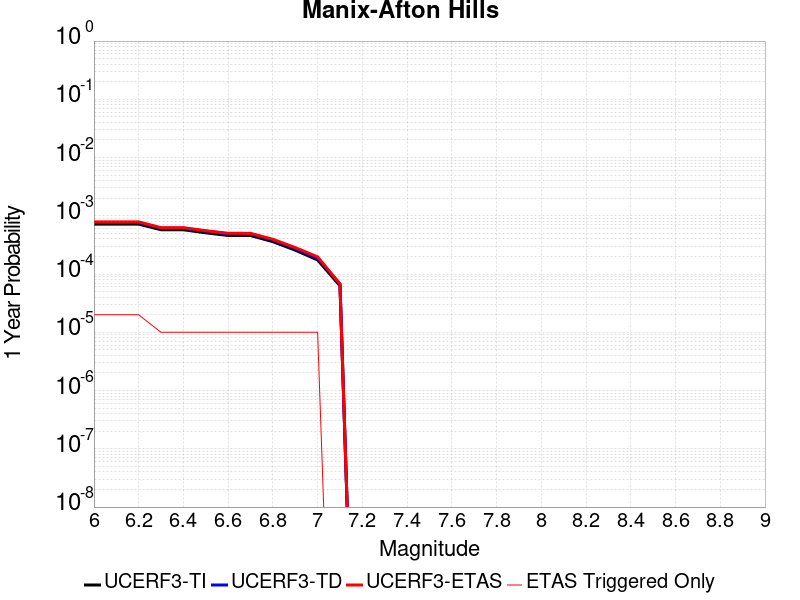 Manix-Afton Hills
10^0
10^-1
10^-2
10^-3
10^-4
10^-5
10^-6
10^-7
10^-8
1 Year Probability
6 6.2 6.4 6.6 6.8 7 7.2 7.4 7.6 7.8 8 8.2 8.4 8.6 8.8 9
Magnitude
UCERF3-TI UCERF3-TD UCERF3-ETAS ETAS Triggered Only